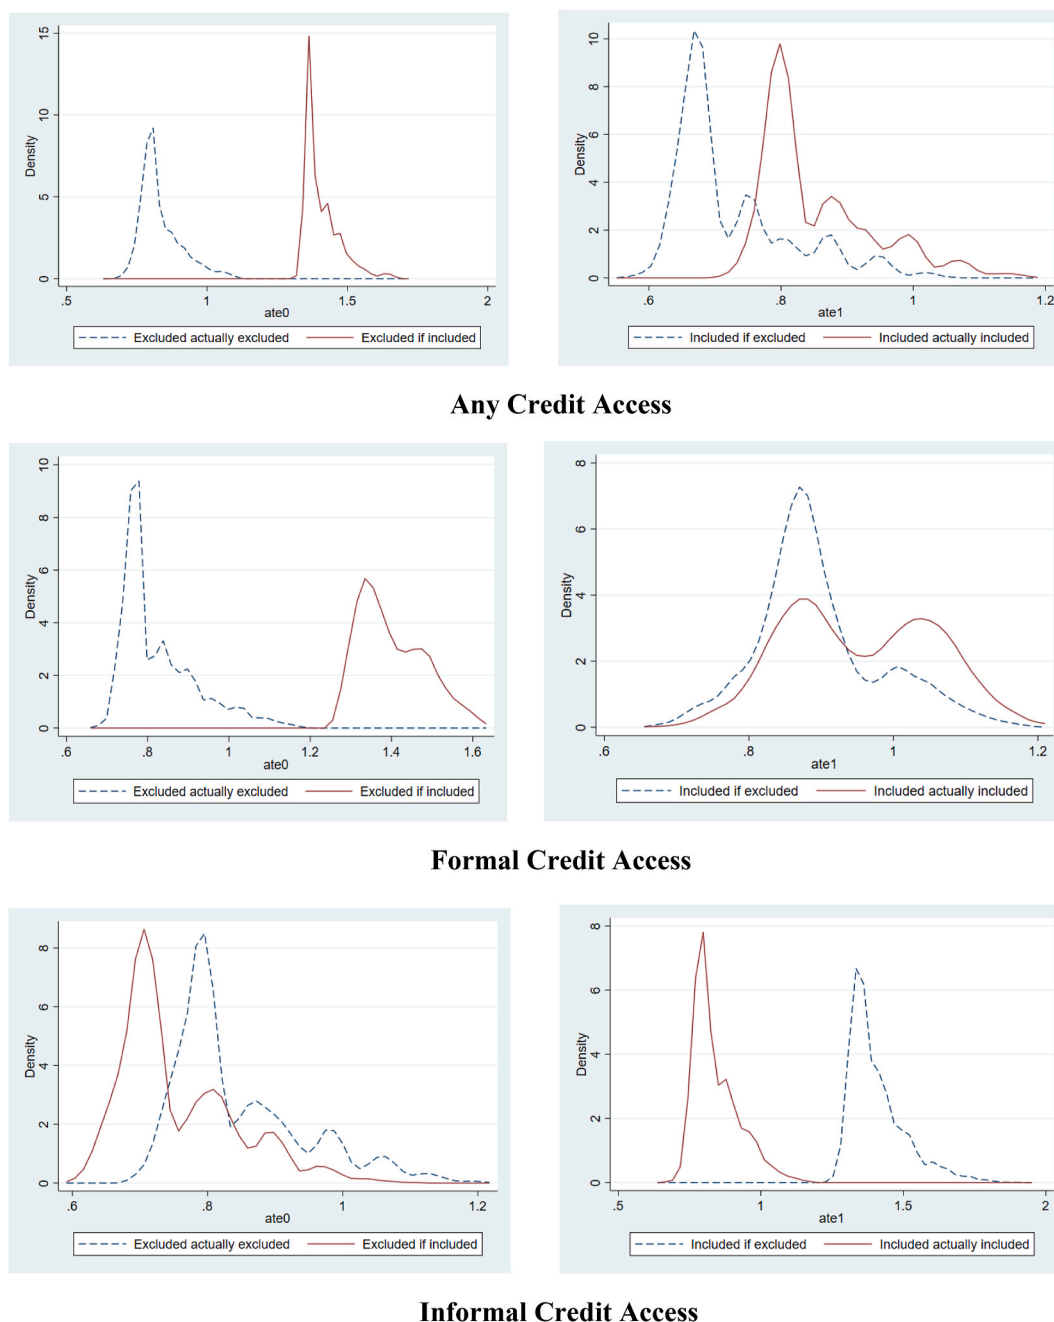 15
10
5
0
Density
.5 1 1.5 2
ate0
Excluded actually excluded Excluded if included
10
8
6
4
2
0
Density
.6 .8 1 1.2
ate1
Included if excluded Included actually included
Any Credit Access
10
8
6
4
2
0
Density
.6 .8 1 1.2 1.4 1.6
ate0
Excluded actually excluded Excluded if included
8
6
4
2
0
Density
.6 .8 1 1.2
ate1
Included if excluded Included actually included
Formal Credit Access
8
6
4
2
0
Density
.6 .8 1 1.2
ate0
Excluded actually excluded Excluded if included
8
6
4
2
0
Density
.5 1 1.5 2
ate1
Included if excluded Included actually included
Informal Credit Access